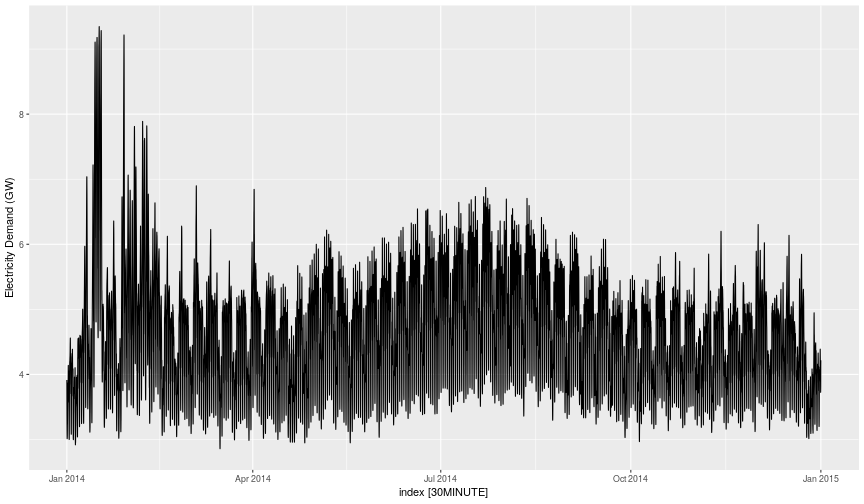 Electricity Demand (GW)
8
6
4
Jan 2014
Apr 2014
Jul 2014
Oct 2014
Jan 2015
index [30MINUTE]